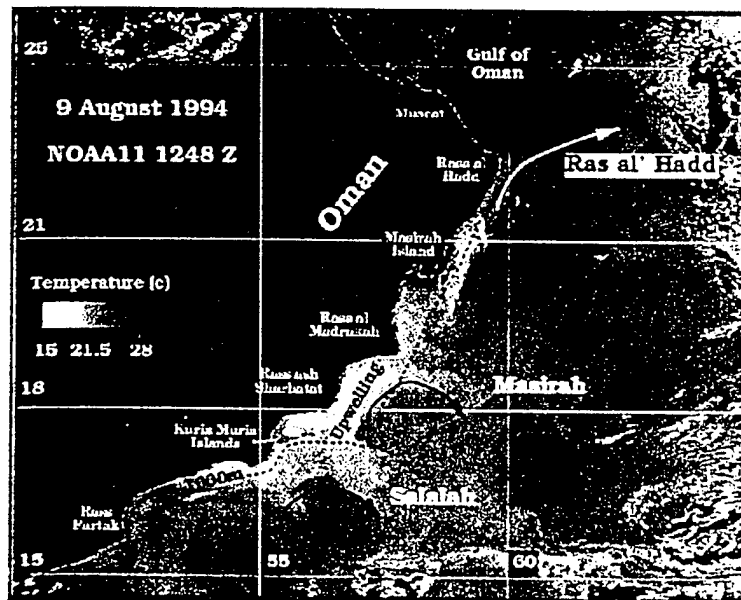 25
Gulf of
Oman
9 August 1994
NOAA11 1248 Z
Muscat
Ras al
Hadd
Ras al' Hadd
Oman
21
Masirah
Island
Temperature (c)
15 21.5 28
Ras al
Madrakah
Ras ash
Sharbatat
18
Masirah
Upwelling
Kuria Muria
Islands
1000m
Salalah
Ras
Fartak
15
55
60